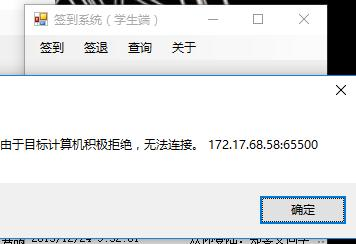 签到系统（学生端）
签到 签退 查询 关于
由于目标计算机积极拒绝，无法连接。 172.17.68.58:65500
确定